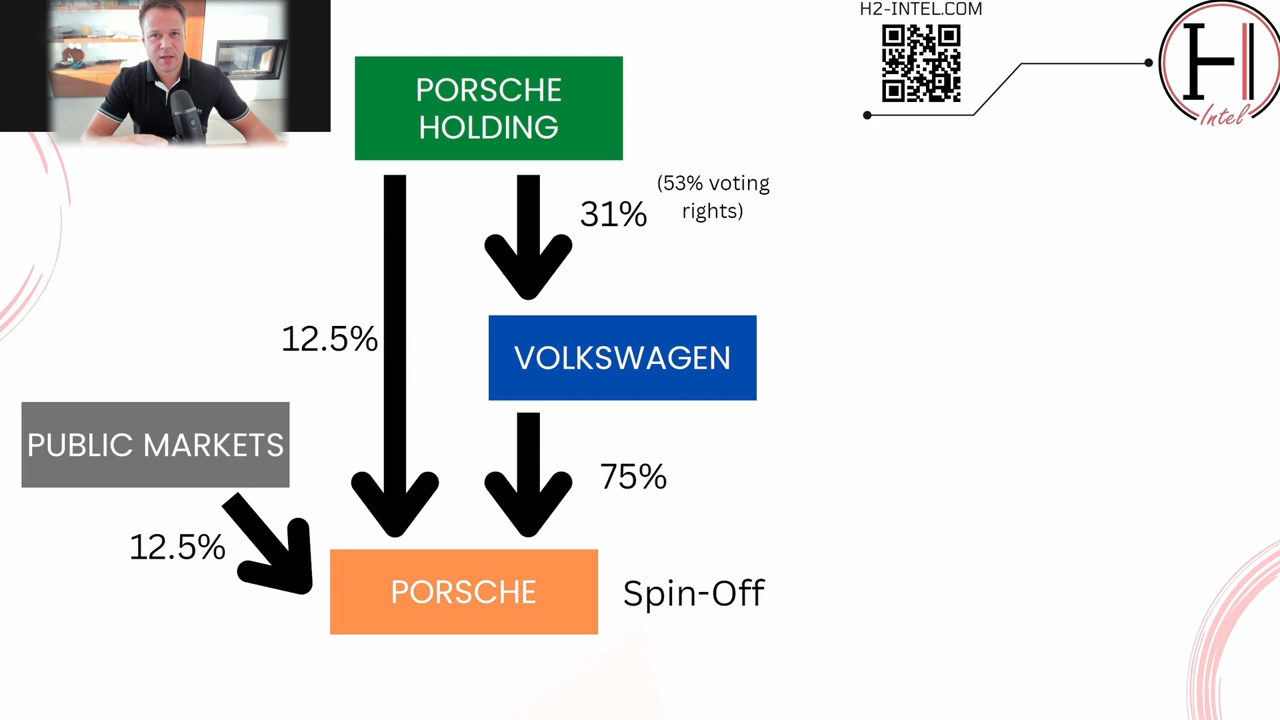 H2-INTEL.COM
H
Intel
PORSCHE
HOLDING
(53% voting
rights)
31%
12.5%
VOLKSWAGEN
PUBLIC MARKETS
75%
12.5%
PORSCHE
Spin-Off